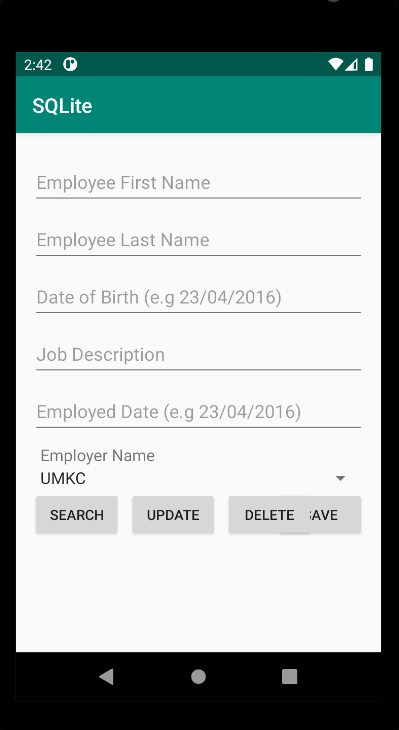 2:42
SQLite
Employee First Name
Employee Last Name
Date of Birth (e.g 23/04/2016)
Job Description
Employed Date (e.g 23/04/2016)
Employer Name
UMKC
SEARCH UPDATE DELETE AVE